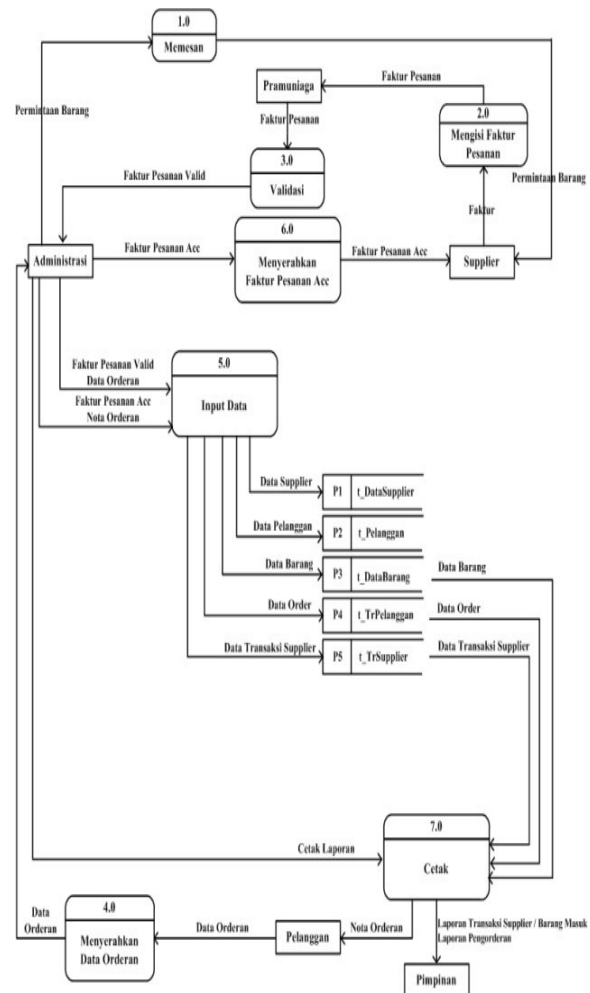 1.0
Memesan
Permintaan Barang
Pramuniaga
Faktur Pesanan
2.0
Mengisi Faktur
Pesanan
Faktur Pesanan
3.0
Validasi
Faktur Pesanan Valid
Permintaan Barang
Faktur
6.0
Menyerahkan
Faktur Pesanan Acc
Administrasi
Faktur Pesanan Acc
Faktur Pesanan Acc
Supplier
Faktur Pesanan Valid
Data Orderan
Faktur Pesanan Acc
Nota Orderan
5.0
Input Data
Data Supplier
P1 t_DataSupplier
Data Pelanggan
P2 t_Pelanggan
Data Barang
P3 t_DataBarang
Data Barang
Data Order
P4 t_TrPelanggan
Data Order
Data Transaksi Supplier
P5 t_TrSupplier
Data Transaksi Supplier
7.0
Cetak
Cetak Laporan
Data
Orderan
4.0
Menyerahkan
Data Orderan
Data Orderan
Pelanggan
Nota Orderan
Laporan Transaksi Supplier / Barang Masuk
Laporan Pengorderan
Pimpinan